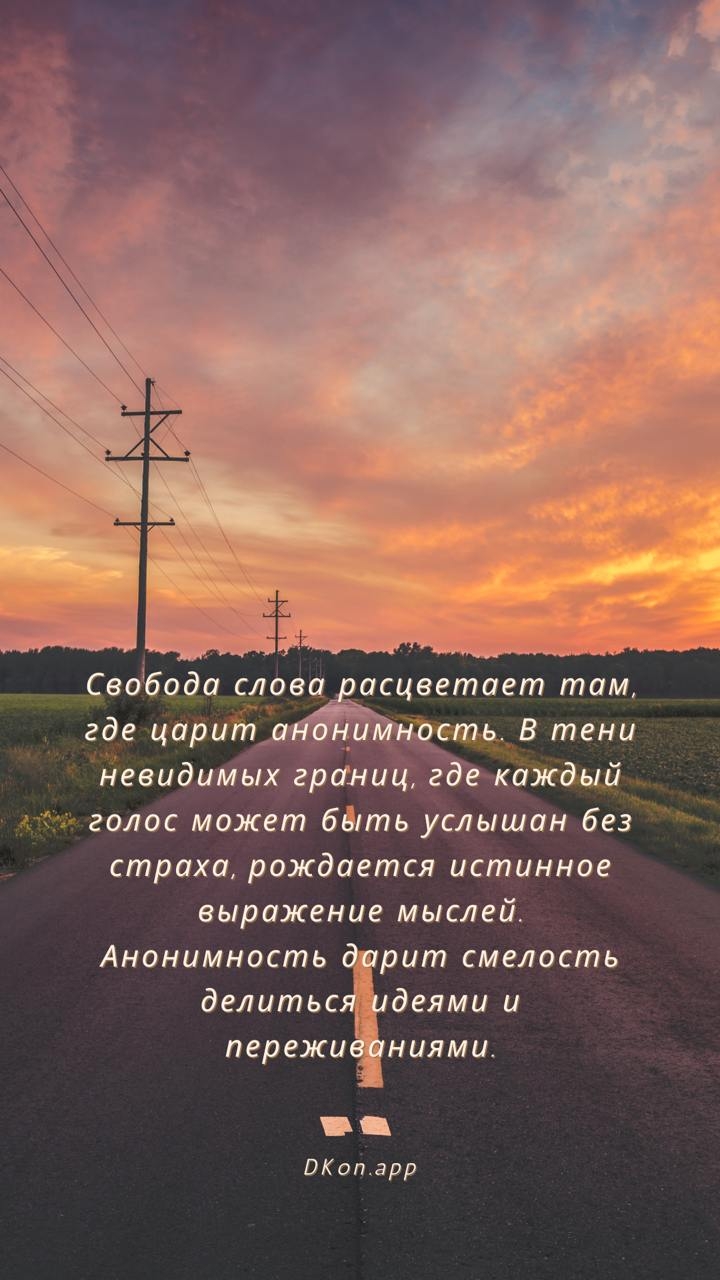 Свобода слова расцветает там,
где царит анонимность. В тени
невидимых границ, где каждый
голос может быть услышан без
страха, рождается истинное
выражение мыслей.
Анонимность дарит смелость
делиться идеями и
переживаниями.
DKon.app